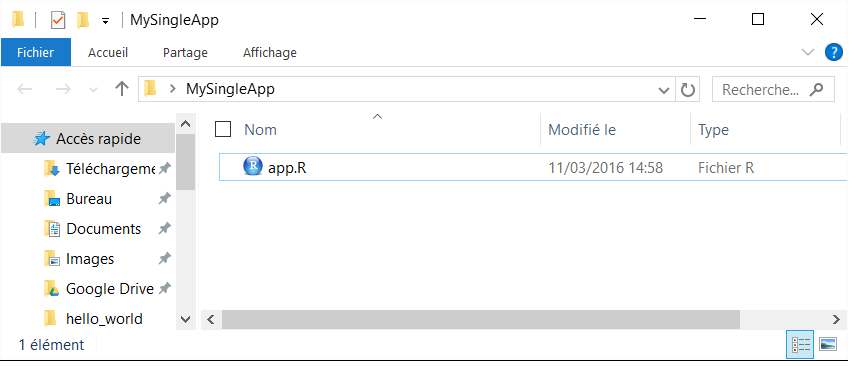 MySingleApp
Fichier Accueil Partage Affichage
MySingleApp Recherche...
Nom Modifié le Type
app.R 11/03/2016 14:58 Fichier R
Accès rapide
Téléchargeme
Bureau
Documents
Images
Google Drive
hello_world
1 élément